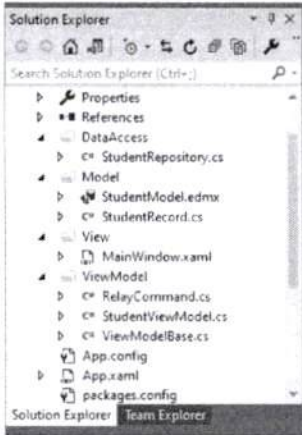 Solution Explorer
Search Solution Explorer (Ctrl+;)
Properties
References
DataAccess
C# StudentRepository.cs
Model
StudentModel.edmx
C# StudentRecord.cs
View
MainWindow.xaml
ViewModel
C# RelayCommand.cs
C# StudentViewModel.cs
C# ViewModelBase.cs
App.config
App.xaml
packages.config
Solution Explorer Team Explorer